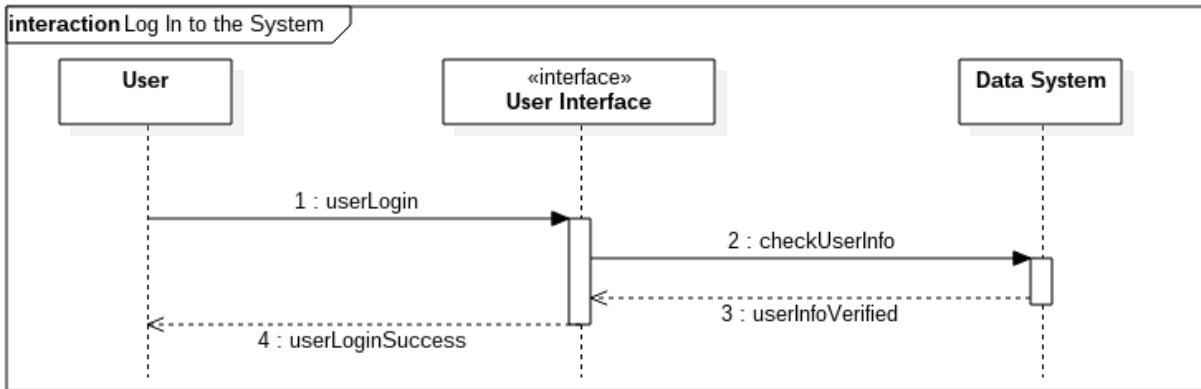 interaction Log In to the System
User
«interface»
User Interface
Data System
1 : userLogin
2 : checkUserInfo
3 : userInfoVerified
4 : userLoginSuccess